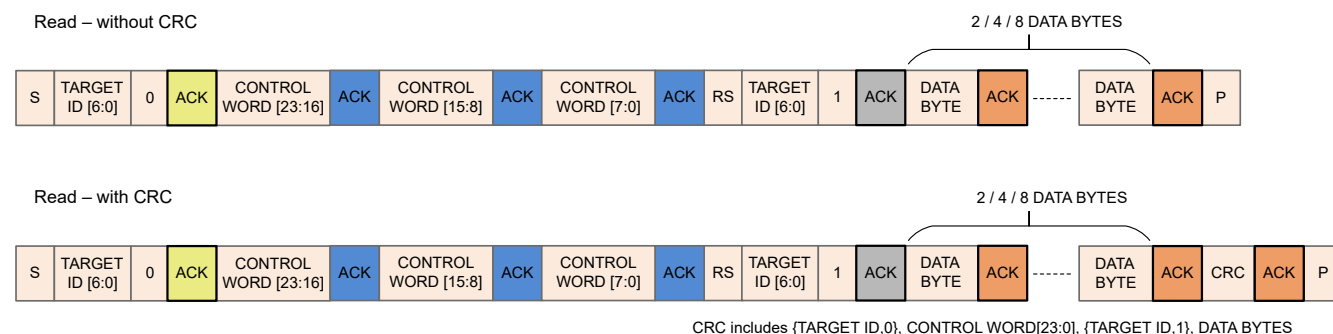 Read – without CRC
2 / 4 / 8 DATA BYTES
S TARGET ID [6:0] 0 ACK CONTROL WORD [23:16] ACK CONTROL WORD [15:8] ACK CONTROL WORD [7:0] ACK RS TARGET ID [6:0] 1 ACK DATA BYTE ACK DATA BYTE ACK P
Read – with CRC
2 / 4 / 8 DATA BYTES
S TARGET ID [6:0] 0 ACK CONTROL WORD [23:16] ACK CONTROL WORD [15:8] ACK CONTROL WORD [7:0] ACK RS TARGET ID [6:0] 1 ACK DATA BYTE ACK DATA BYTE ACK CRC ACK P
CRC includes {TARGET ID,0}, CONTROL WORD[23:0], {TARGET ID,1}, DATA BYTES